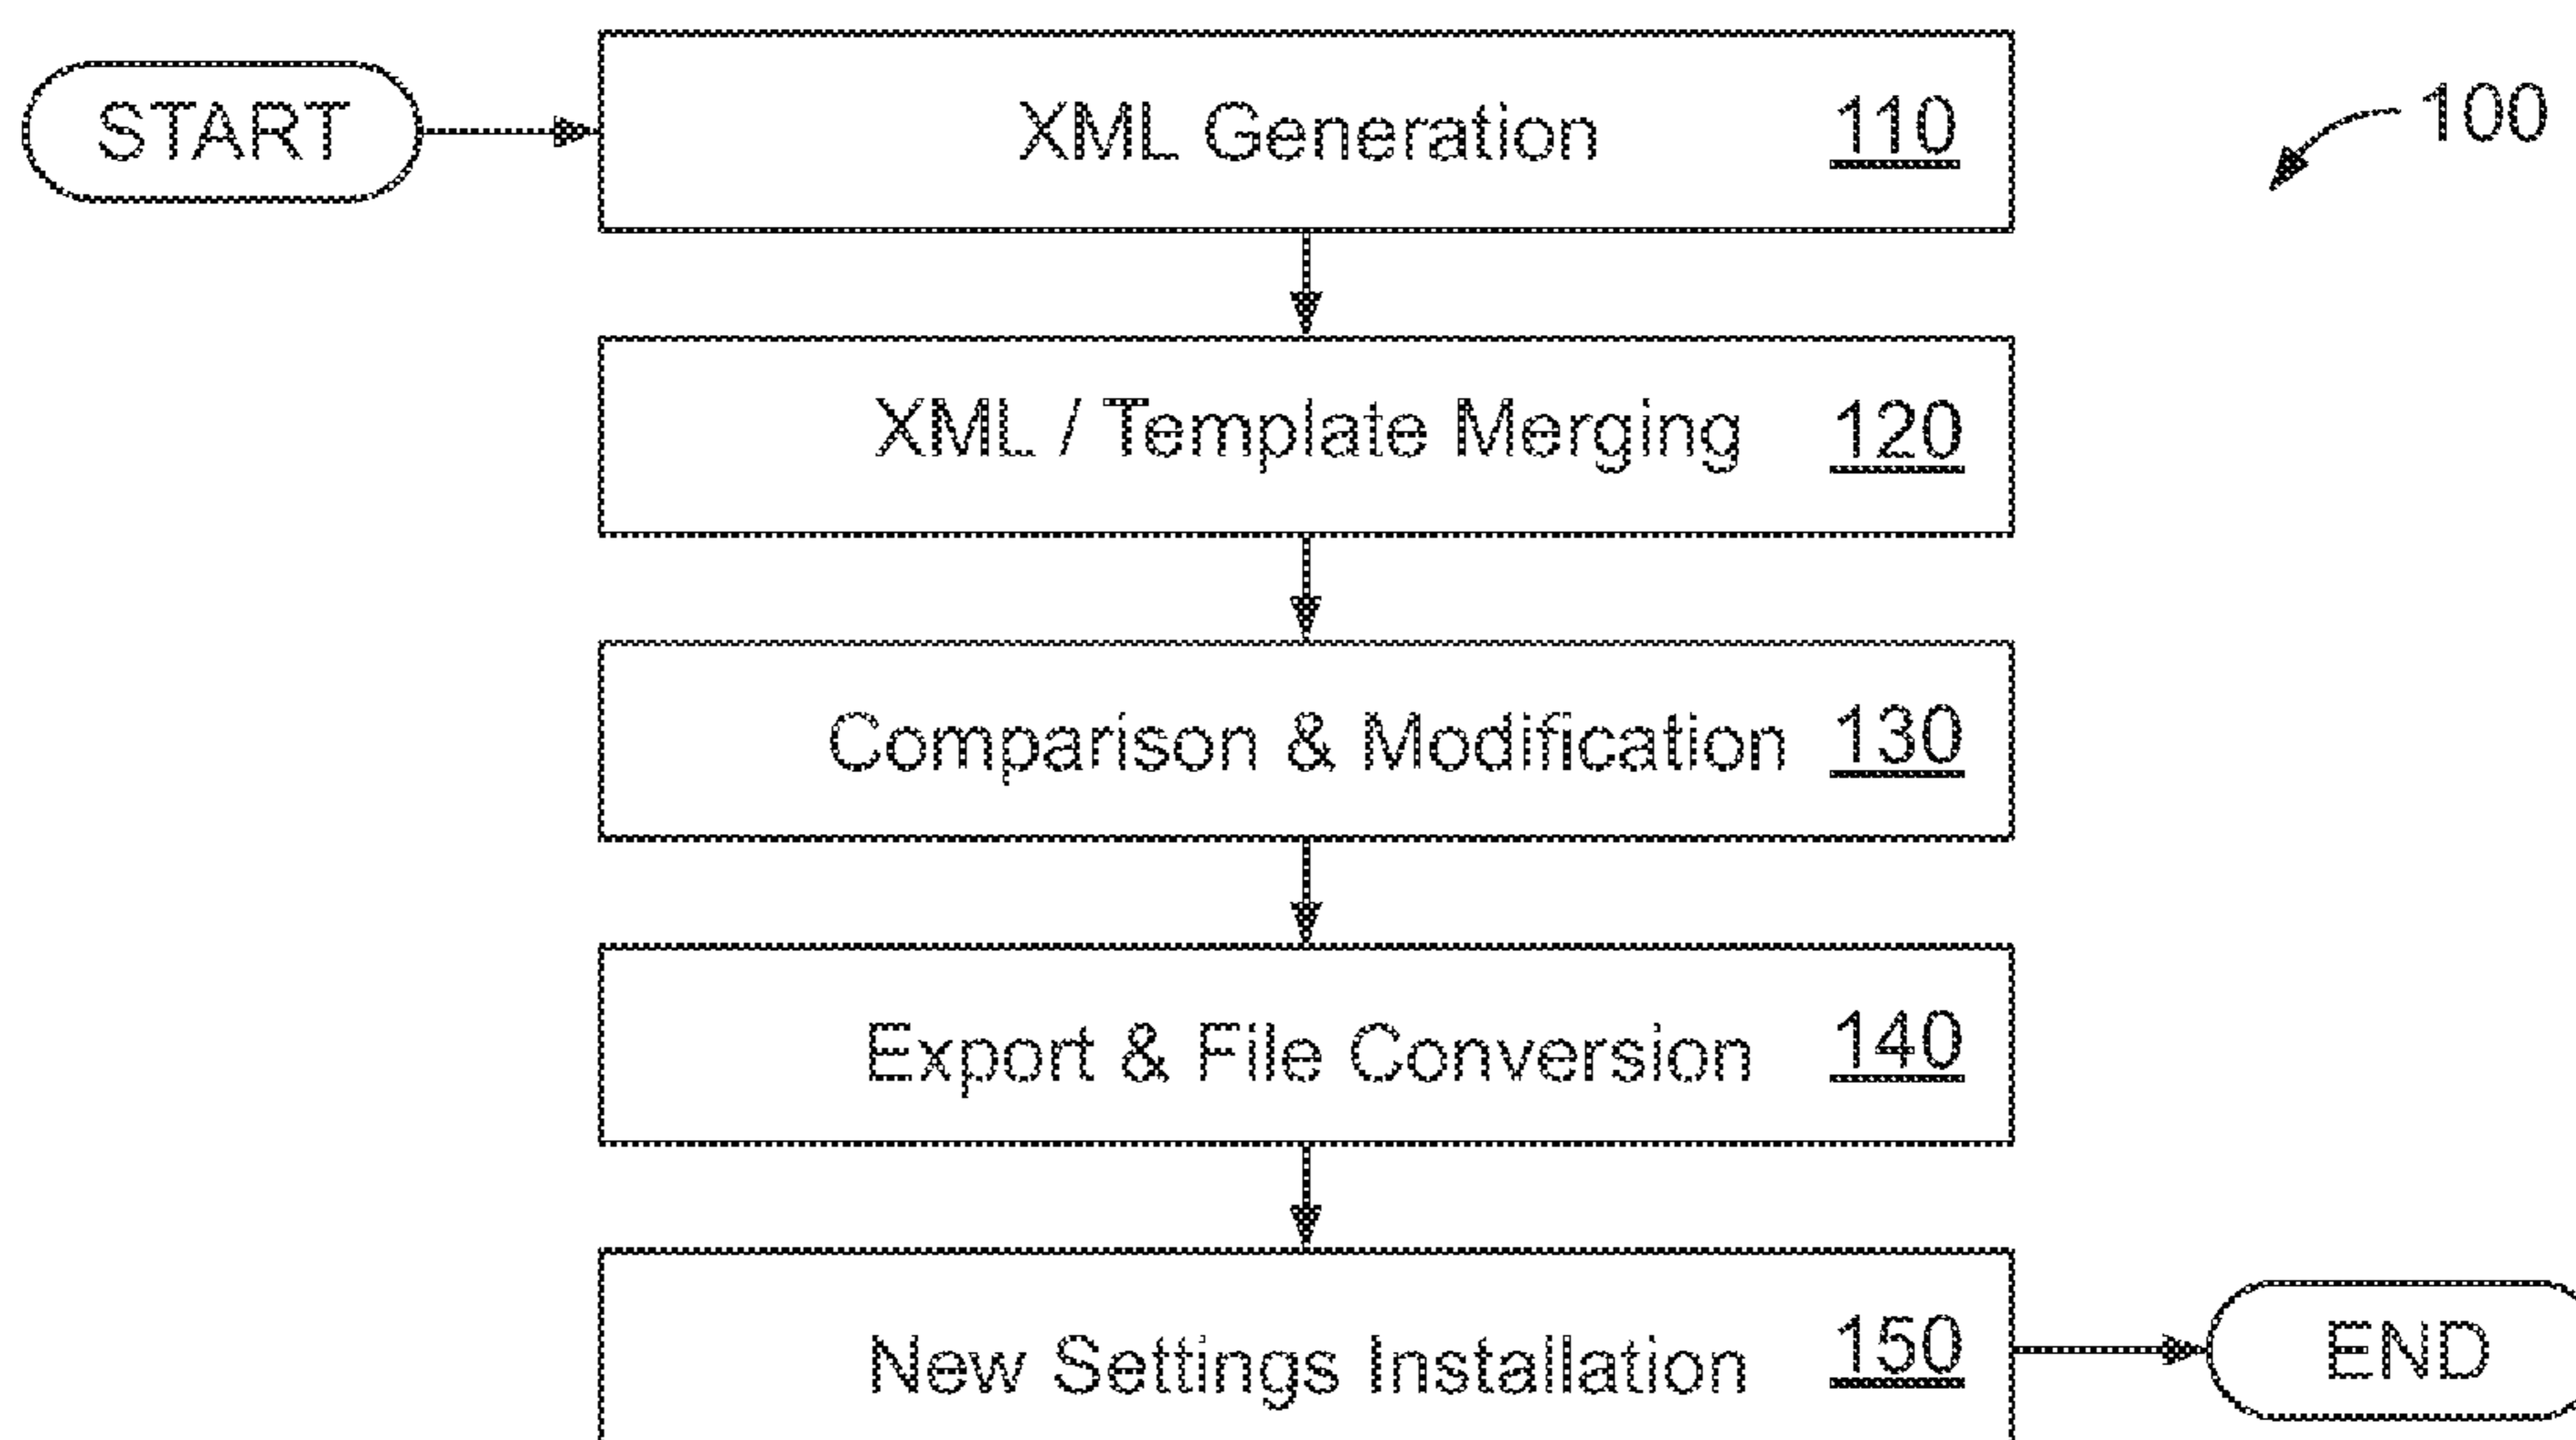 START
XML Generation 110
100
XML / Template Merging 120
Comparison & Modification 130
Export & File Conversion 140
New Settings Installation 150
END